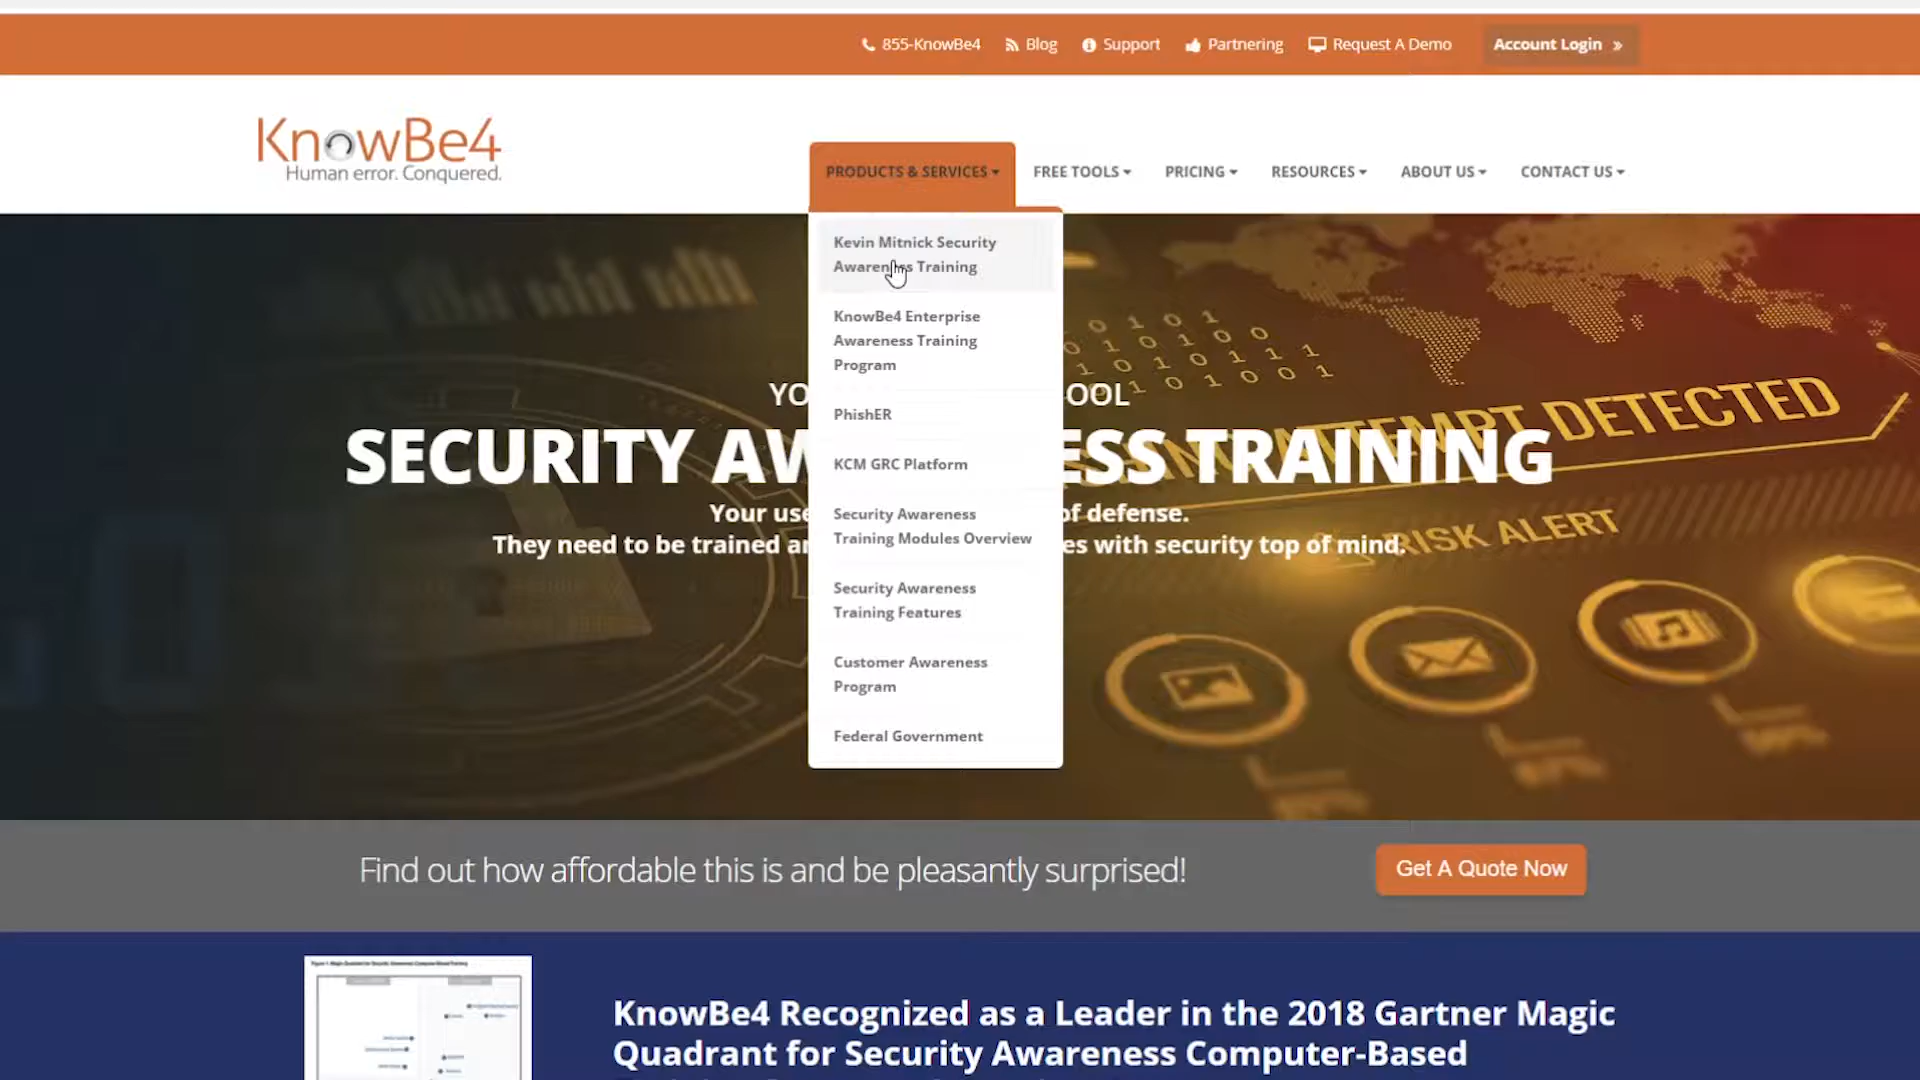 855-KnowBe4 Blog Support Partnering Request A Demo Account Login »
KnowBe4
Human error. Conquered.
PRODUCTS & SERVICES FREE TOOLS PRICING RESOURCES ABOUT US CONTACT US
Kevin Mitnick Security
Awareness Training
KnowBe4 Enterprise
Awareness Training
Program
PhishER
KCM GRC Platform
Security Awareness
Training Modules Overview
Security Awareness
Training Features
Customer Awareness
Program
Federal Government
YO OOL
SECURITY AW ESS TRAINING
Your use of defense.
They need to be trained an es with security top of mind.
ATTEMPT DETECTED
RISK ALERT
Find out how affordable this is and be pleasantly surprised!
Get A Quote Now
KnowBe4 Recognized as a Leader in the 2018 Gartner Magic
Quadrant for Security Awareness Computer-Based